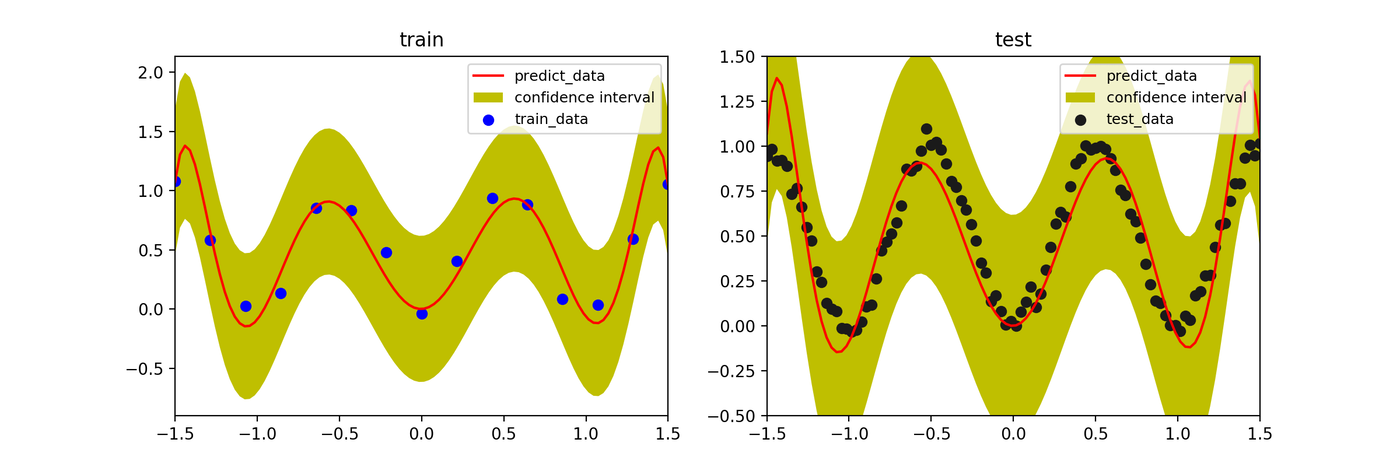 train
predict_data
confidence interval
train_data
2.0
1.5
1.0
0.5
0.0
−0.5
−1.5 −1.0 −0.5 0.0 0.5 1.0 1.5
test
predict_data
confidence interval
test_data
1.50
1.25
1.00
0.75
0.50
0.25
0.00
−0.25
−0.50
−1.5 −1.0 −0.5 0.0 0.5 1.0 1.5